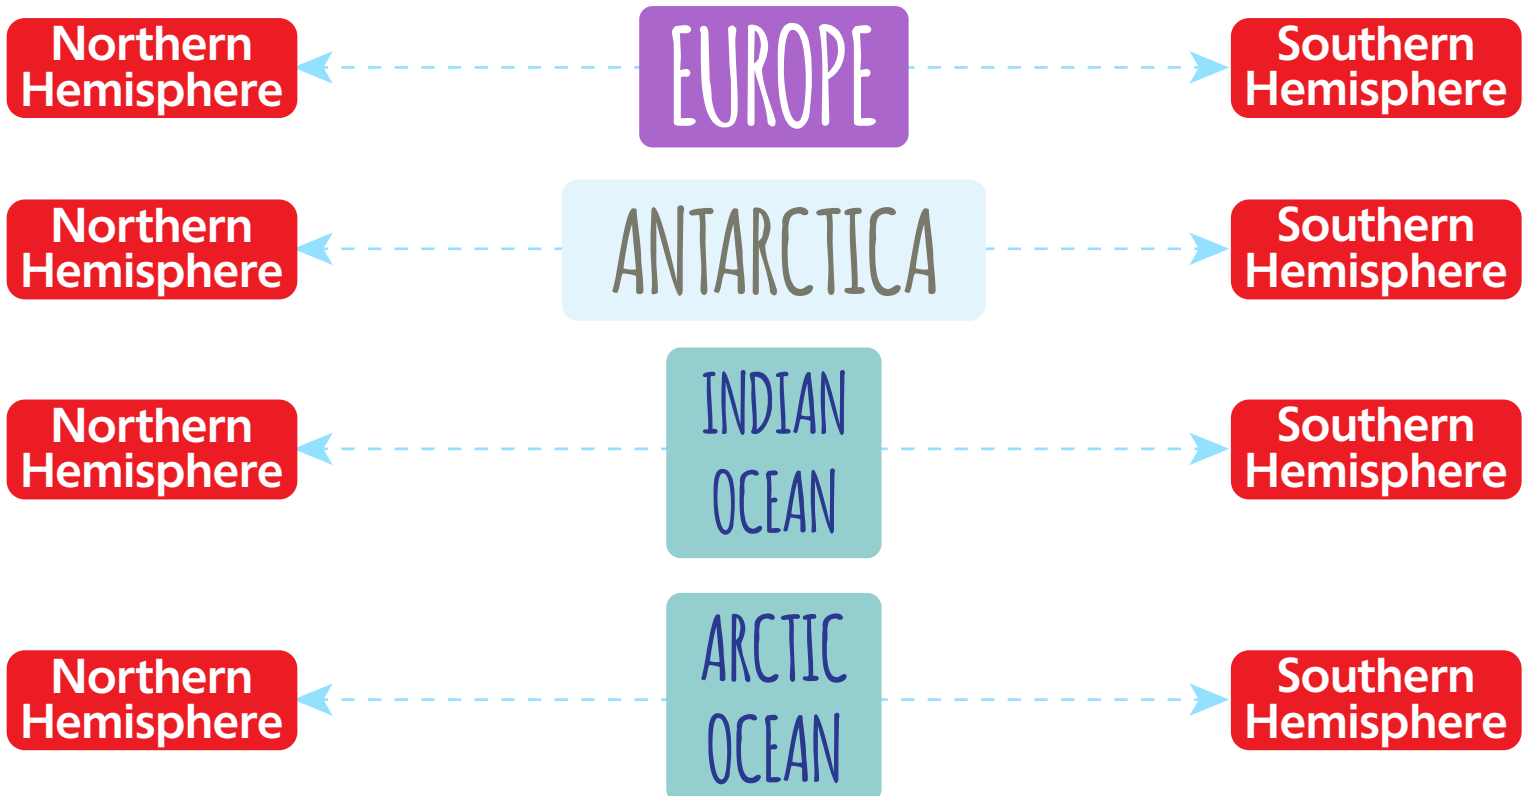 Northern
Hemisphere
EUROPE
Southern
Hemisphere
Northern
Hemisphere
ANTARCTICA
Southern
Hemisphere
Northern
Hemisphere
INDIAN
OCEAN
Southern
Hemisphere
Northern
Hemisphere
ARCTIC
OCEAN
Southern
Hemisphere